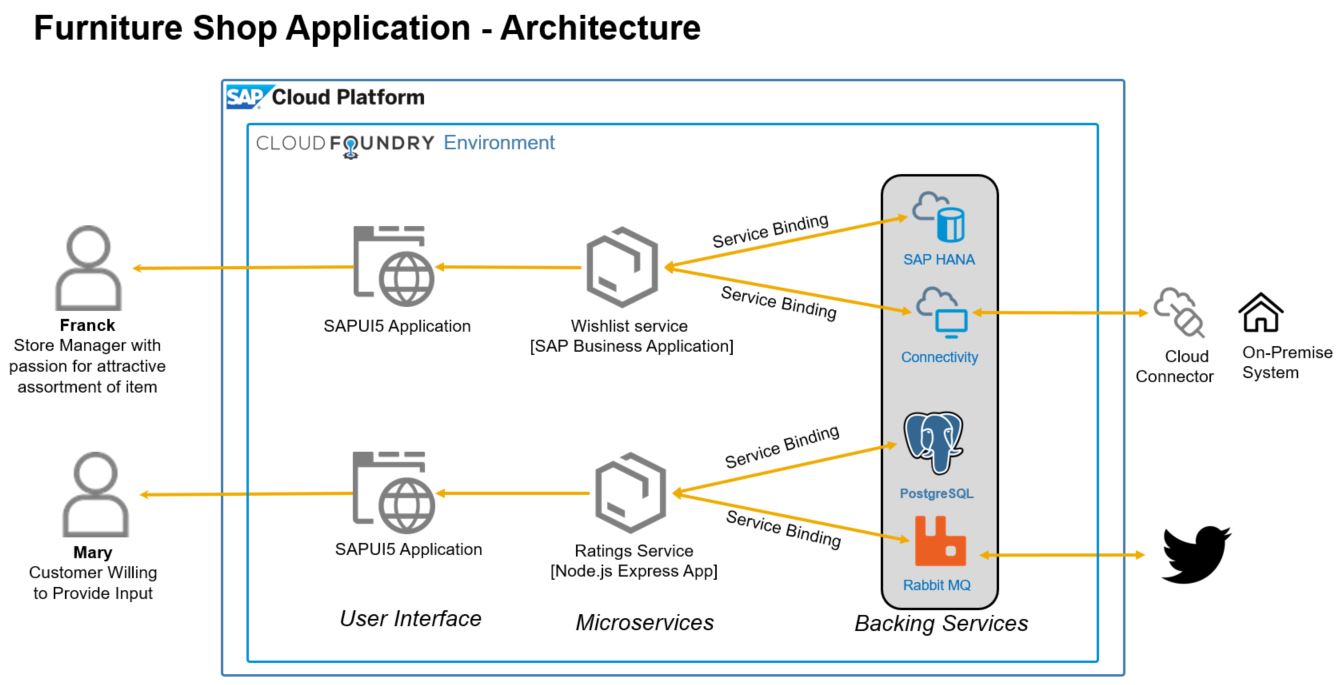 Furniture Shop Application - Architecture
SAP Cloud Platform
CLOUD FOUNDRY Environment
Franck
Store Manager with
passion for attractive
assortment of item
SAPUI5 Application
Wishlist service
[SAP Business Application]
Service Binding
Service Binding
SAP HANA
Connectivity
Cloud
Connector
On-Premise
System
Mary
Customer Willing
to Provide Input
SAPUI5 Application
Ratings Service
[Node.js Express App]
Service Binding
Service Binding
PostgreSQL
Rabbit MQ
User Interface
Microservices
Backing Services